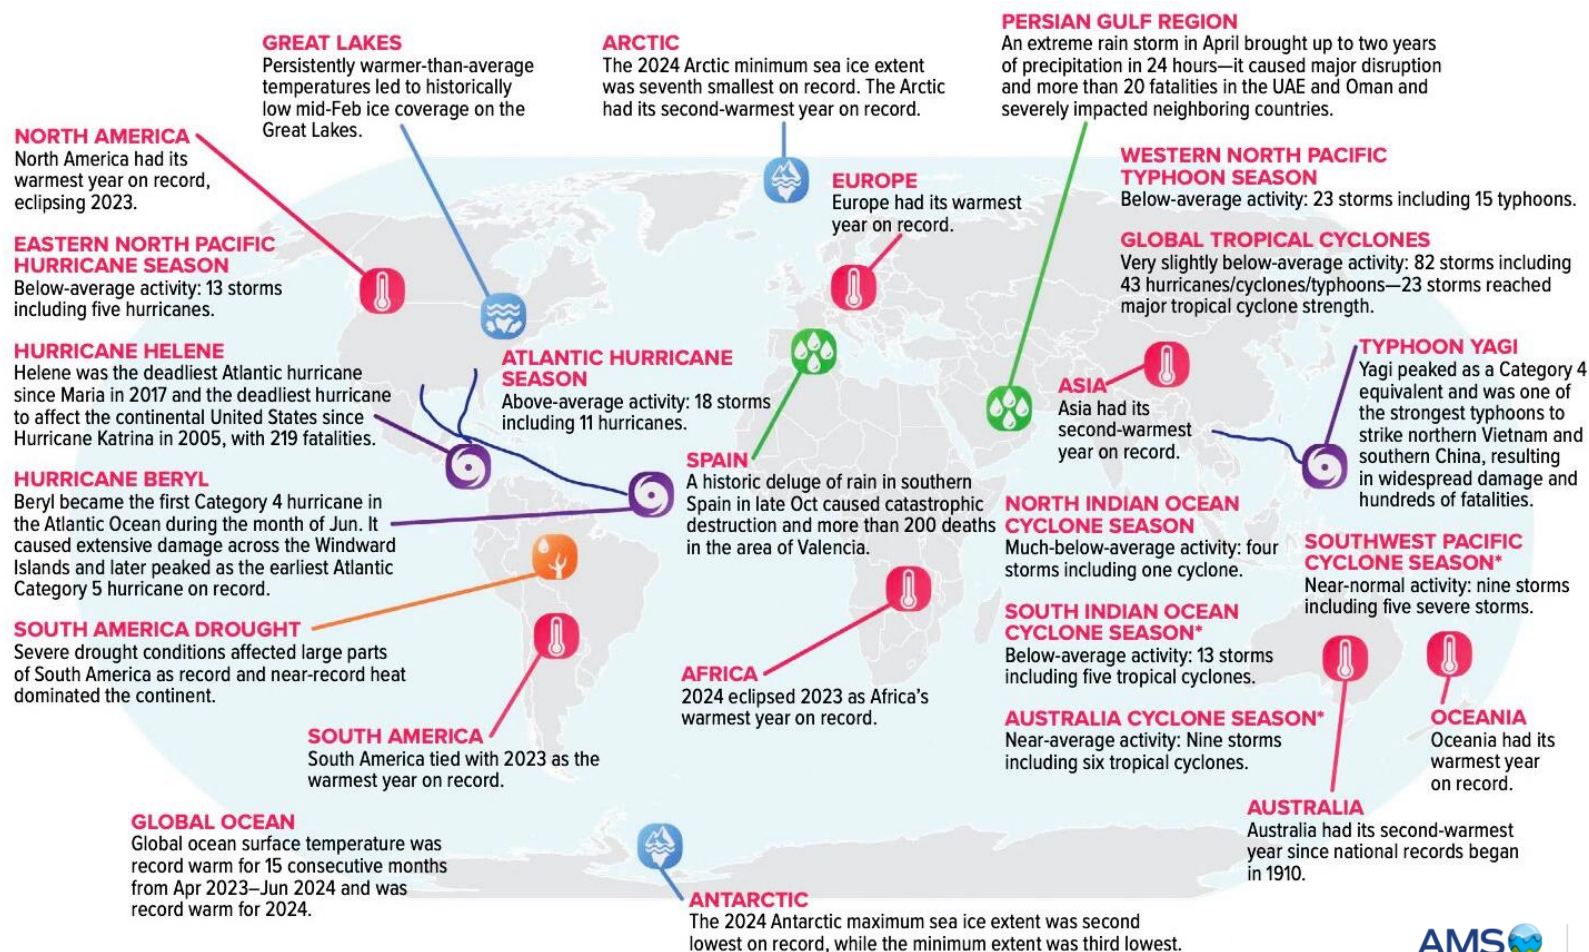 GREAT LAKES
Persistently warmer-than-average
temperatures led to historically
low mid-Feb ice coverage on the
Great Lakes.
ARCTIC
The 2024 Arctic minimum sea ice extent
was seventh smallest on record. The Arctic
had its second-warmest year on record.
PERSIAN GULF REGION
An extreme rain storm in April brought up to two years
of precipitation in 24 hours—it caused major disruption
and more than 20 fatalities in the UAE and Oman and
severely impacted neighboring countries.
NORTH AMERICA
North America had its
warmest year on record,
eclipsing 2023.
EUROPE
Europe had its warmest
year on record.
WESTERN NORTH PACIFIC
TYPHOON SEASON
Below-average activity: 23 storms including 15 typhoons.
EASTERN NORTH PACIFIC
HURRICANE SEASON
Below-average activity: 13 storms
including five hurricanes.
GLOBAL TROPICAL CYCLONES
Very slightly below-average activity: 82 storms including
43 hurricanes/cyclones/typhoons—23 storms reached
major tropical cyclone strength.
HURRICANE HELENE
Helene was the deadliest Atlantic hurricane
since Maria in 2017 and the deadliest hurricane
to affect the continental United States since
Hurricane Katrina in 2005, with 219 fatalities.
ATLANTIC HURRICANE
SEASON
Above-average activity: 18 storms
including 11 hurricanes.
ASIA
Asia had its
second-warmest
year on record.
TYPHOON YAGI
Yagi peaked as a Category 4
equivalent and was one of
the strongest typhoons to
strike northern Vietnam and
southern China, resulting
in widespread damage and
hundreds of fatalities.
HURRICANE BERYL
Beryl became the first Category 4 hurricane in
the Atlantic Ocean during the month of Jun. It
caused extensive damage across the Windward
Islands and later peaked as the earliest Atlantic
Category 5 hurricane on record.
SPAIN
A historic deluge of rain in southern
Spain in late Oct caused catastrophic
destruction and more than 200 deaths
in the area of Valencia.
NORTH INDIAN OCEAN
CYCLONE SEASON
Much-below-average activity: four
storms including one cyclone.
SOUTHWEST PACIFIC
CYCLONE SEASON*
Near-normal activity: nine storms
including five severe storms.
SOUTH AMERICA DROUGHT
Severe drought conditions affected large parts
of South America as record and near-record heat
dominated the continent.
SOUTH INDIAN OCEAN
CYCLONE SEASON*
Below-average activity: 13 storms
including five tropical cyclones.
AFRICA
2024 eclipsed 2023 as Africa's
warmest year on record.
AUSTRALIA CYCLONE SEASON*
Near-average activity: Nine storms
including six tropical cyclones.
OCEANIA
Oceania had its
warmest year
on record.
SOUTH AMERICA
South America tied with 2023 as the
warmest year on record.
AUSTRALIA
Australia had its second-warmest
year since national records began
in 1910.
GLOBAL OCEAN
Global ocean surface temperature was
record warm for 15 consecutive months
from Apr 2023–Jun 2024 and was
record warm for 2024.
ANTARCTIC
The 2024 Antarctic maximum sea ice extent was second
lowest on record, while the minimum extent was third lowest.
AMS